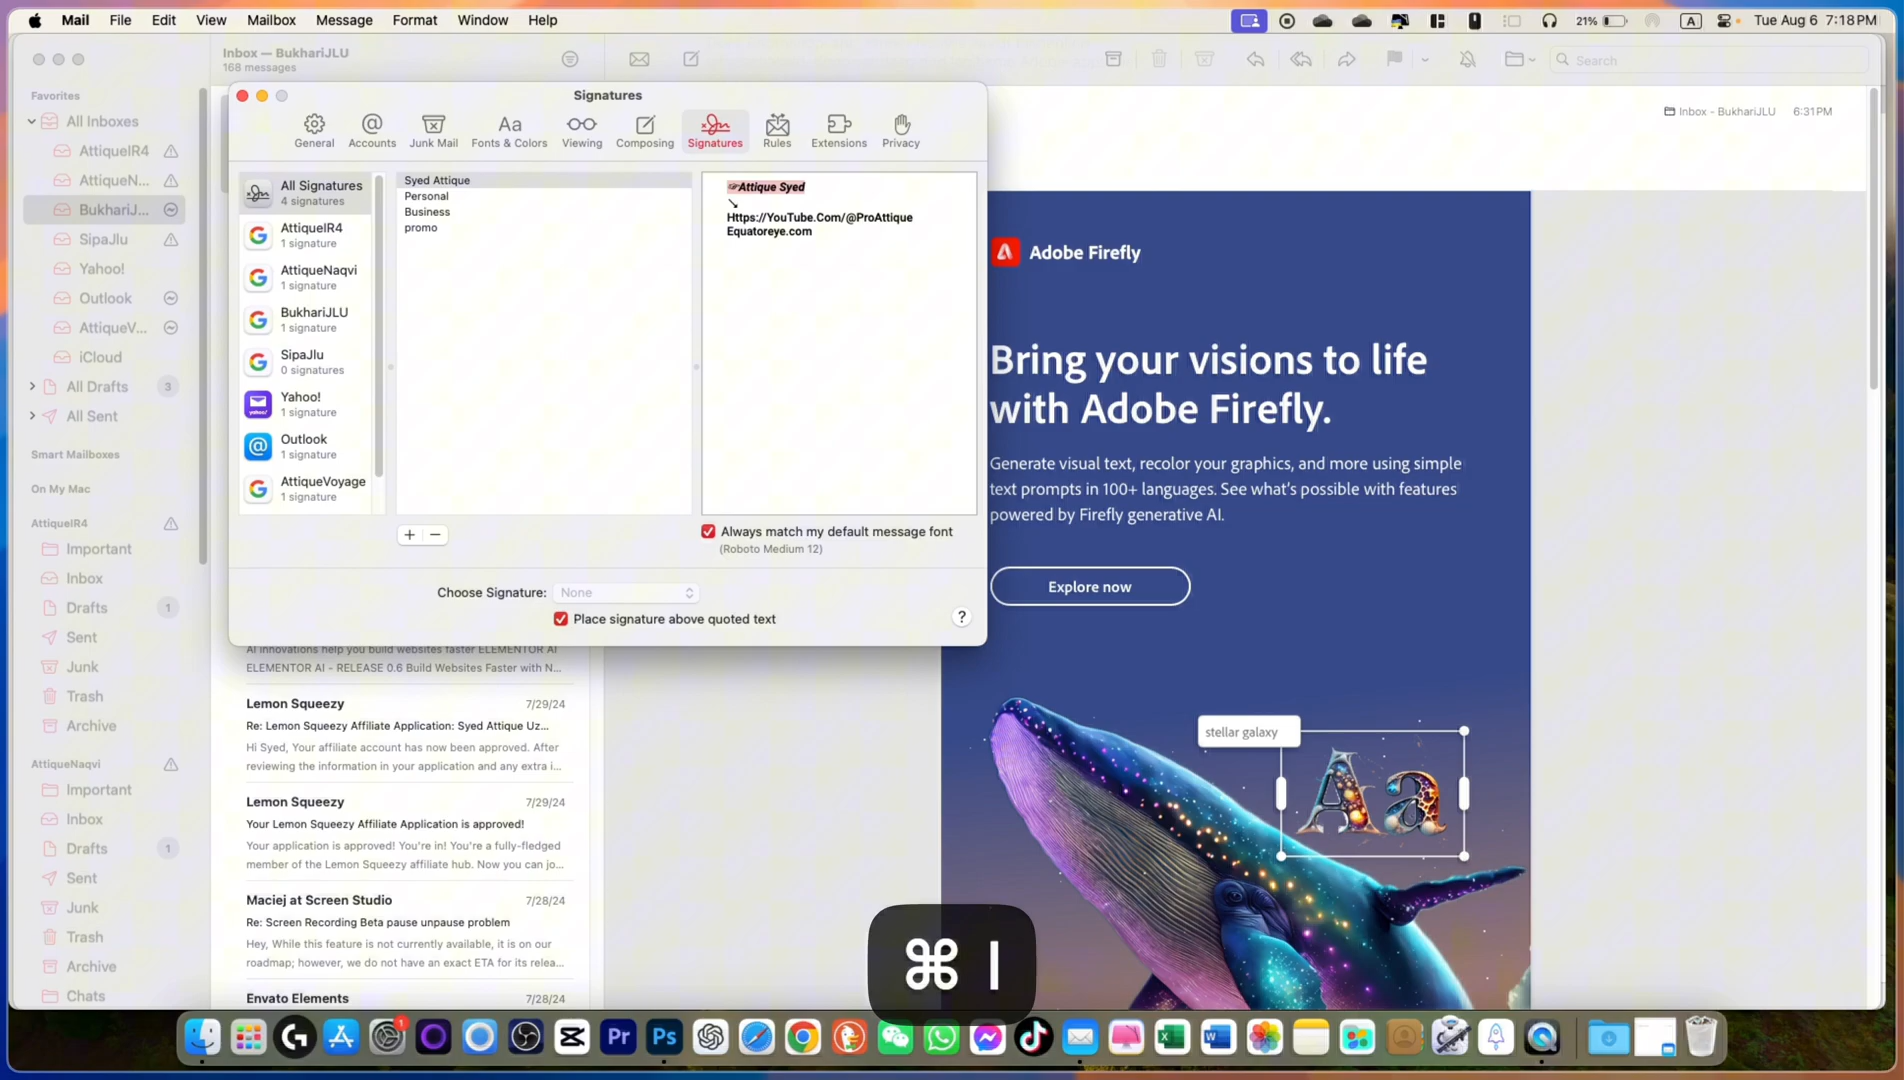 Mail File Edit View Mailbox Message Format Window Help
21% A Tue Aug 6 7:18 PM
Inbox — BukhariJLU
168 messages
Search
Favorites
All Inboxes
AttiqueIR4
AttiqueN...
BukhariJ...
SipaJlu
Yahoo!
Outlook
AttiqueV...
iCloud
All Drafts 3
All Sent
Smart Mailboxes
On My Mac
AttiqueIR4
Important
Inbox
Drafts 1
Sent
Junk
Trash
Archive
AttiqueNaqvi
Important
Inbox
Drafts 1
Sent
Junk
Trash
Archive
Chats
Signatures
General Accounts Junk Mail Fonts & Colors Viewing Composing Signatures Rules Extensions Privacy
All Signatures
4 signatures
AttiqueIR4
1 signature
AttiqueNaqvi
1 signature
BukhariJLU
1 signature
SipaJlu
0 signatures
Yahoo!
1 signature
Outlook
1 signature
AttiqueVoyage
1 signature
Syed Attique
Personal
Business
promo
Attique Syed
Https://YouTube.Com/@ProAttique
Equatoreye.com
+ −
Always match my default message font
(Roboto Medium 12)
Choose Signature: None
Place signature above quoted text
?
AI innovations help you build websites faster ELEMENTOR AI
ELEMENTOR AI - RELEASE 0.6 Build Websites Faster with N...
Lemon Squeezy 7/29/24
Re: Lemon Squeezy Affiliate Application: Syed Attique Uz...
Hi Syed, Your affiliate account has now been approved. After
reviewing the information in your application and any extra i...
Lemon Squeezy 7/29/24
Your Lemon Squeezy Affiliate Application is approved!
Your application is approved! You're in! You're a fully-fledged
member of the Lemon Squeezy affiliate hub. Now you can jo...
Maciej at Screen Studio 7/28/24
Re: Screen Recording Beta pause unpause problem
Hey, While this feature is not currently available, it is on our
roadmap; however, we do not have an exact ETA for its relea...
Envato Elements 7/28/24
Inbox - BukhariJLU 6:31 PM
Adobe Firefly
Bring your visions to life
with Adobe Firefly.
Generate visual text, recolor your graphics, and more using simple
text prompts in 100+ languages. See what's possible with features
powered by Firefly generative AI.
Explore now
stellar galaxy
Aa
⌘ I
1
Pr
Ps